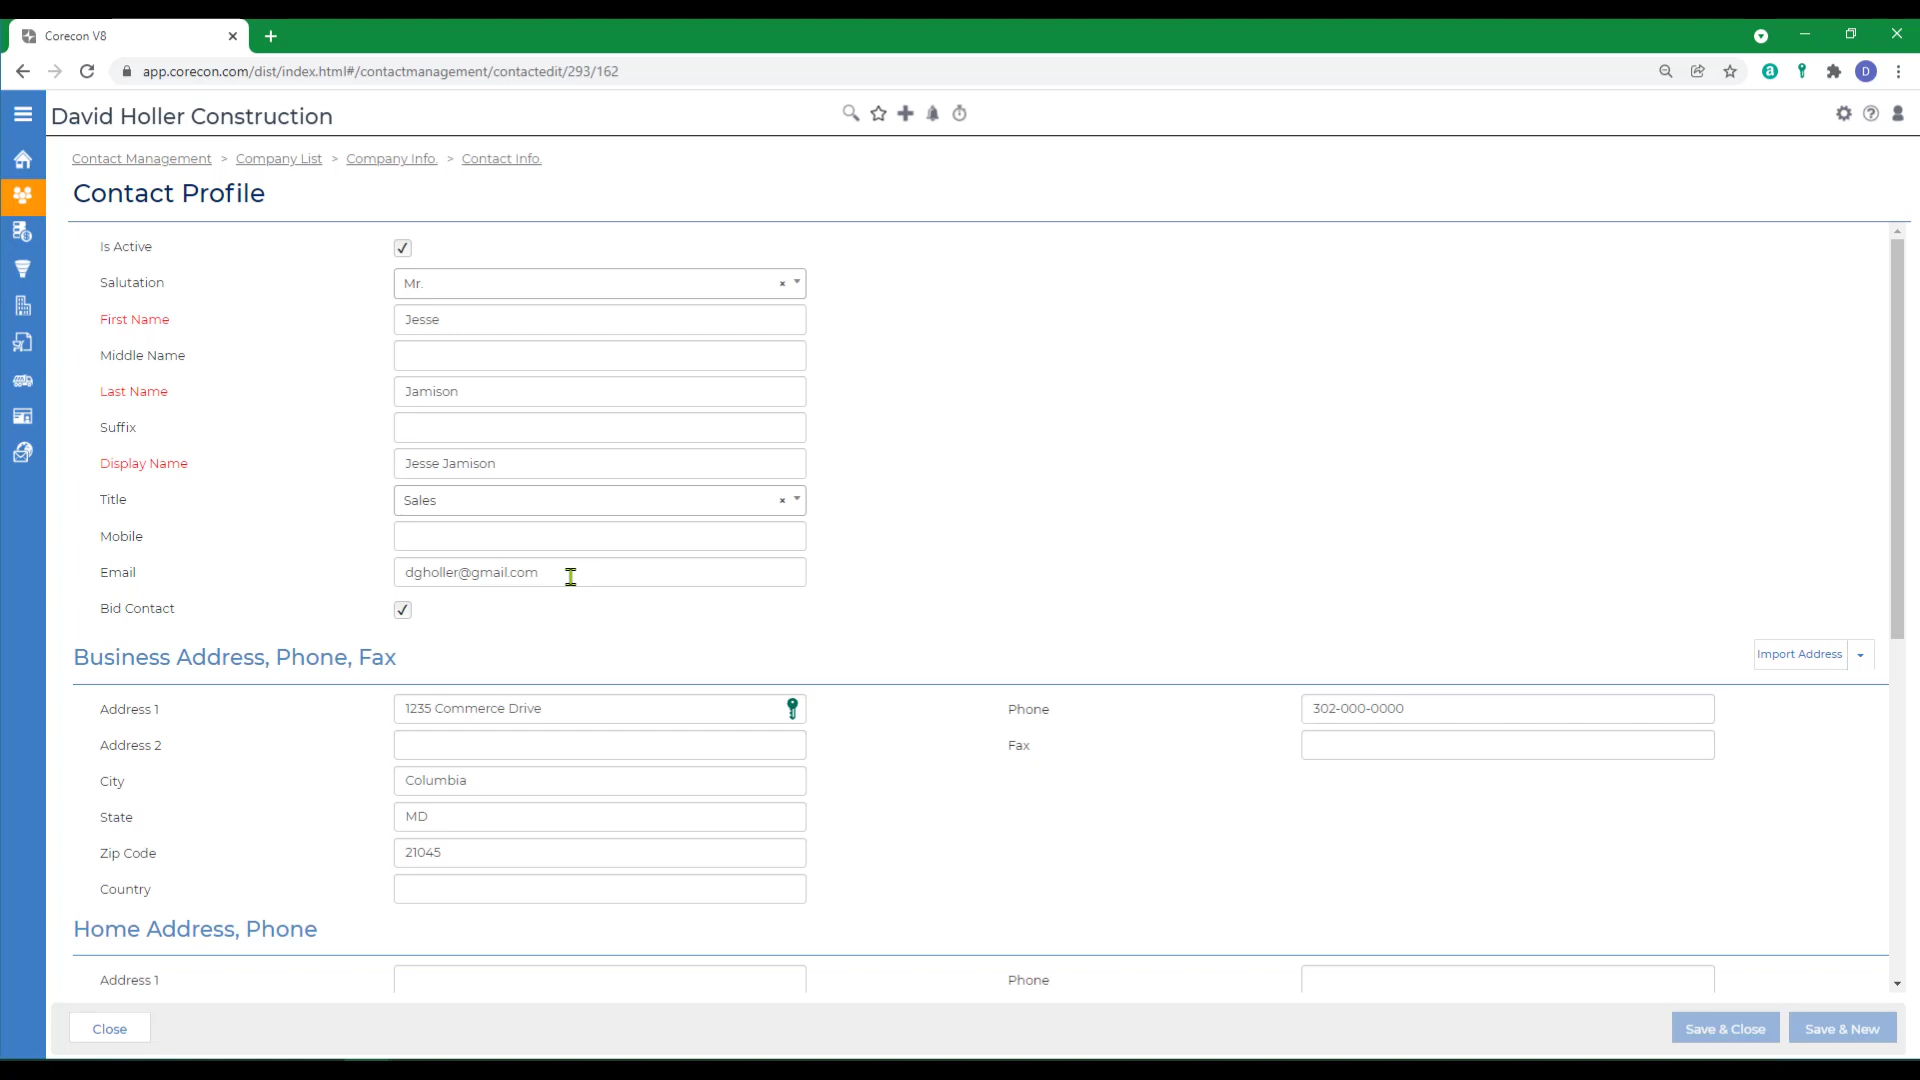 Corecon V8
app.corecon.com/dist/index.html#/contactmanagement/contactedit/293/162
David Holler Construction
Contact Management > Company List > Company Info. > Contact Info.
Contact Profile
Is Active
Salutation Mr.
First Name Jesse
Middle Name
Last Name Jamison
Suffix
Display Name Jesse Jamison
Title Sales
Mobile
Email dgholler@gmail.com
Bid Contact
Business Address, Phone, Fax Import Address
Address 1 1235 Commerce Drive Phone 302-000-0000
Address 2 Fax
City Columbia
State MD
Zip Code 21045
Country
Home Address, Phone
Address 1 Phone
Close Save & Close Save & New